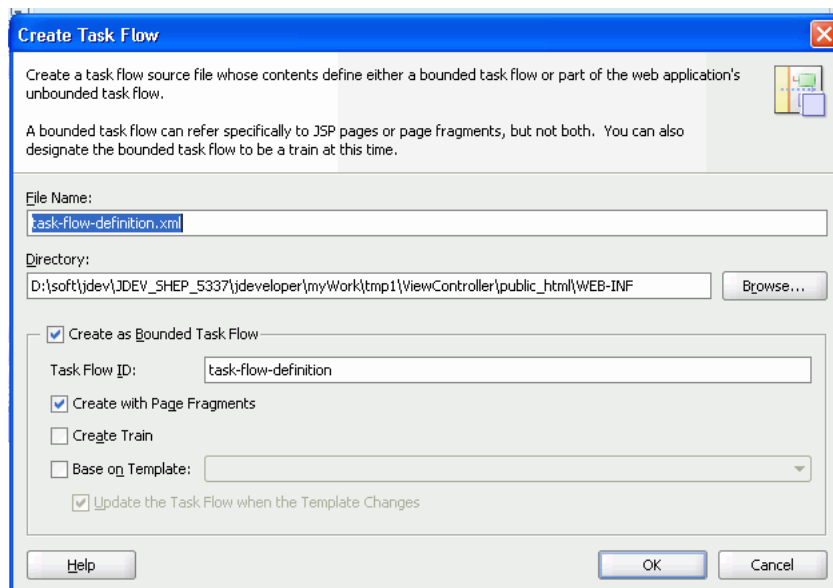 Create Task Flow
Create a task flow source file whose contents define either a bounded task flow or part of the web application's
unbounded task flow.
A bounded task flow can refer specifically to JSP pages or page fragments, but not both. You can also
designate the bounded task flow to be a train at this time.
File Name:
task-flow-definition.xml
Directory:
D:\soft\jdev\JDEV_SHEP_5337\jdeveloper\myWork\tmp1\ViewController\public_html\WEB-INF
Browse...
Create as Bounded Task Flow
Task Flow ID:
task-flow-definition
Create with Page Fragments
Create Train
Base on Template:
Update the Task Flow when the Template Changes
Help
OK
Cancel